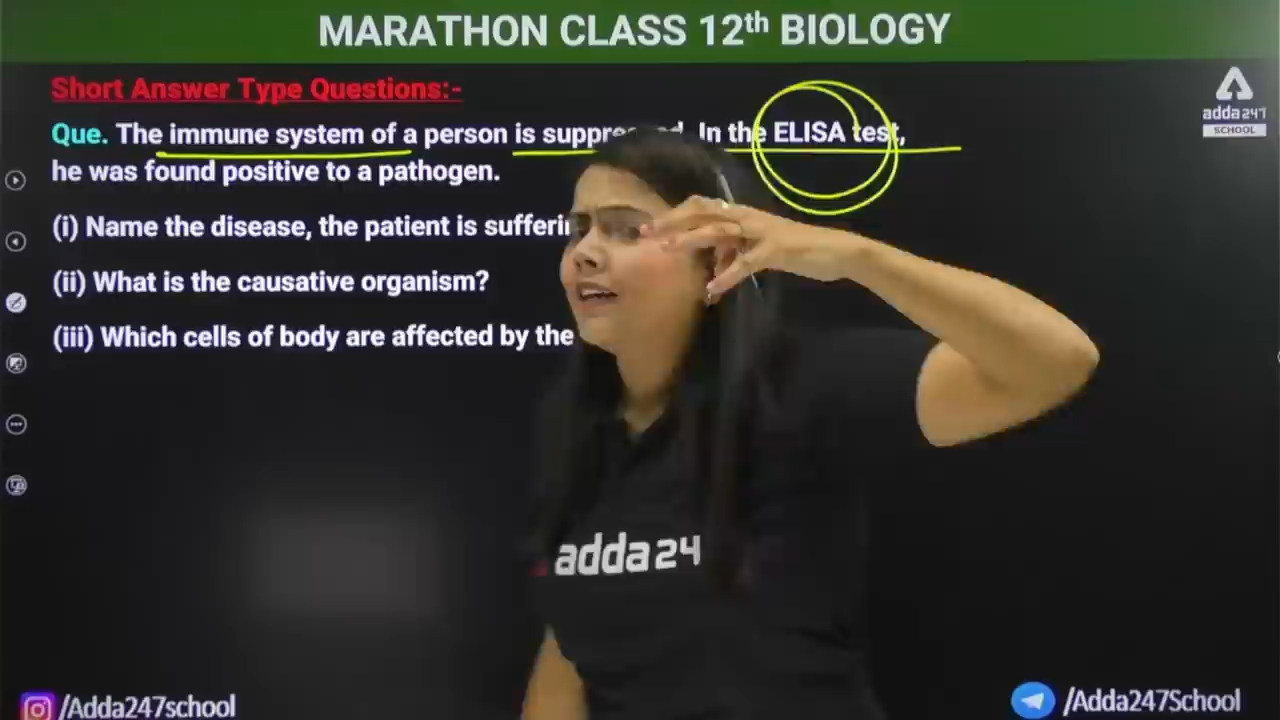 MARATHON CLASS 12th BIOLOGY
Short Answer Type Questions:-
adda247
SCHOOL
Que. The immune system of a person is In the ELISA test,
he was found positive to a pathogen.
(i) Name the disease, the patient is
(ii) What is the causative organism?
(iii) Which cells of body are affected by the
adda24
/Adda247school
/Adda247School